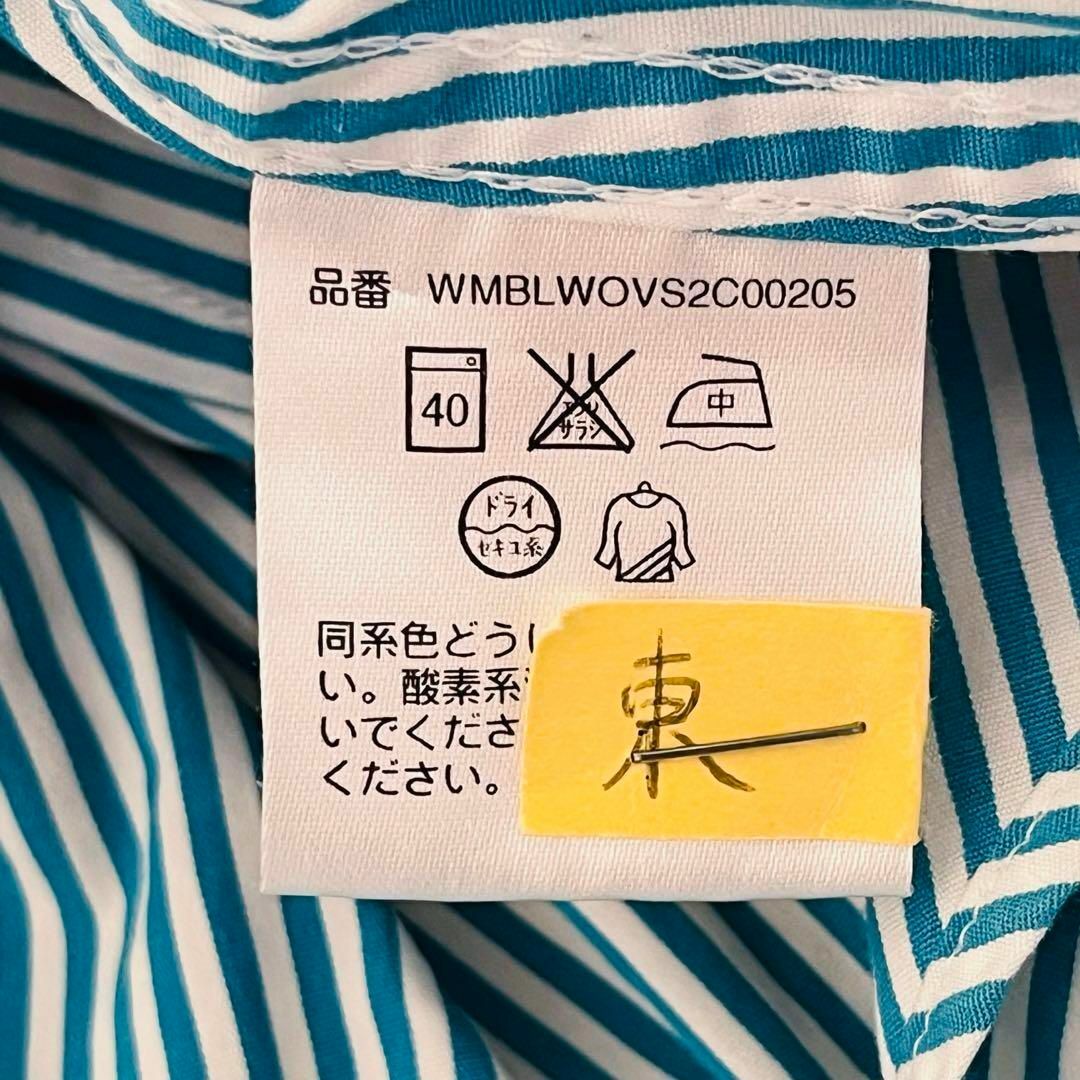 品番 WMBLWOVS2C00205
40
エンソ
サラシ
中
ドライ
セキユ系
同系色どうし
い。酸素系
いでくださ
ください。
東